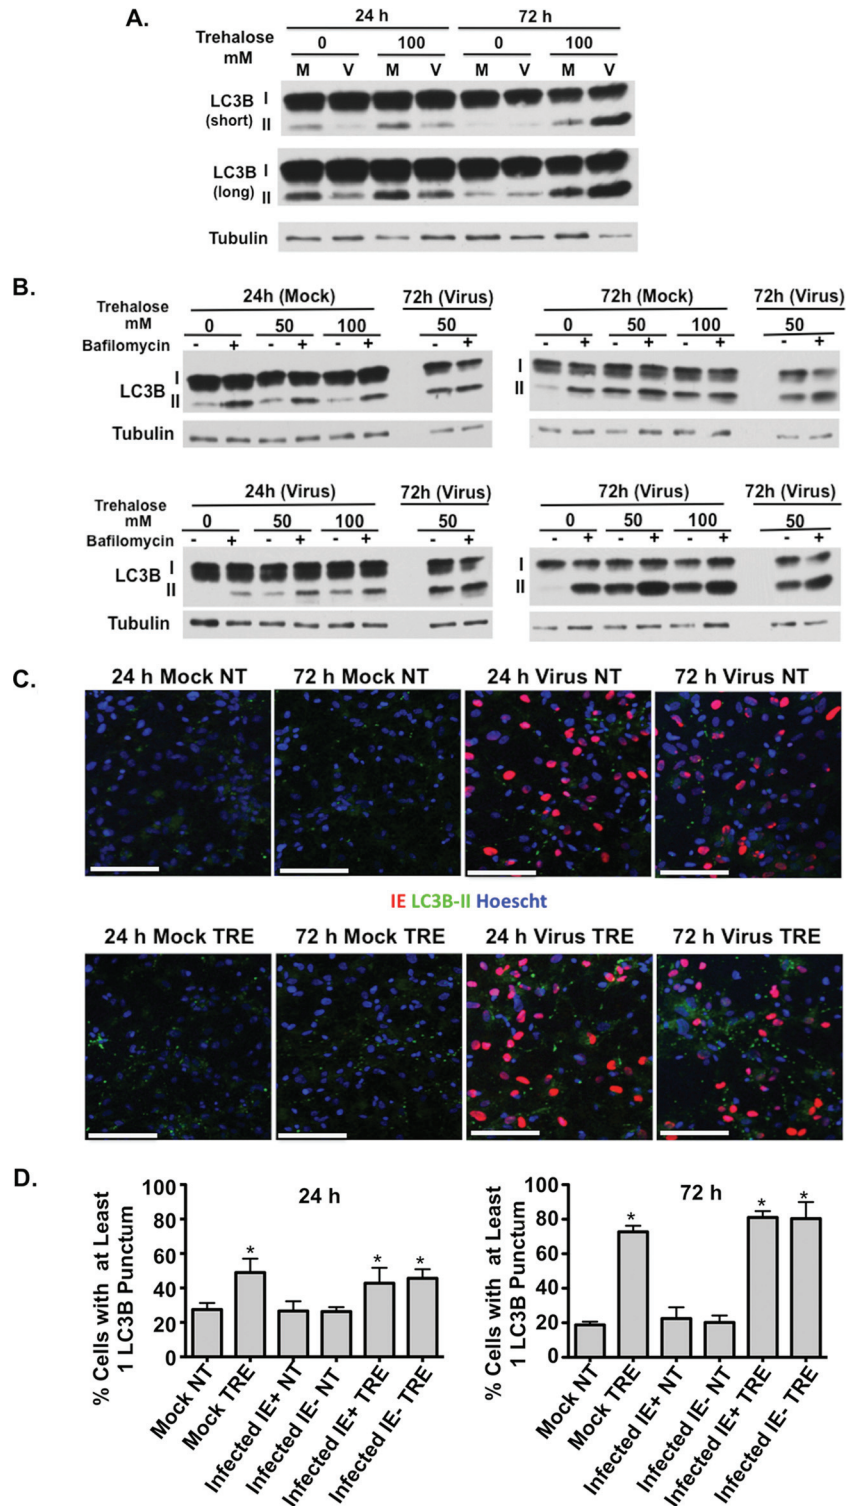 A.
24 h 72 h
Trehalose mM 0 100 0 100
M V M V M V M V
LC3B (short) I
II
LC3B (long) I
II
Tubulin
B.
24h (Mock) 72h (Virus)
Trehalose mM 0 50 100 50
Bafilomycin - + - + - + - +
LC3B I
II
Tubulin
72h (Mock) 72h (Virus)
0 50 100 50
- + - + - + - +
I
II
24h (Virus) 72h (Virus)
Trehalose mM 0 50 100 50
Bafilomycin - + - + - + - +
LC3B I
II
Tubulin
72h (Virus) 72h (Virus)
0 50 100 50
- + - + - + - +
I
II
C.
24 h Mock NT 72 h Mock NT 24 h Virus NT 72 h Virus NT
IE LC3B-II Hoescht
24 h Mock TRE 72 h Mock TRE 24 h Virus TRE 72 h Virus TRE
D.
% Cells with at Least
1 LC3B Punctum
100
80
60
40
20
0
24 h
* * *
Mock NT
Mock TRE
Infected IE+ NT
Infected IE- NT
Infected IE+ TRE
Infected IE- TRE
% Cells with at Least
1 LC3B Punctum
100
80
60
40
20
0
72 h
* * *
Mock NT
Mock TRE
Infected IE+ NT
Infected IE- NT
Infected IE+ TRE
Infected IE- TRE